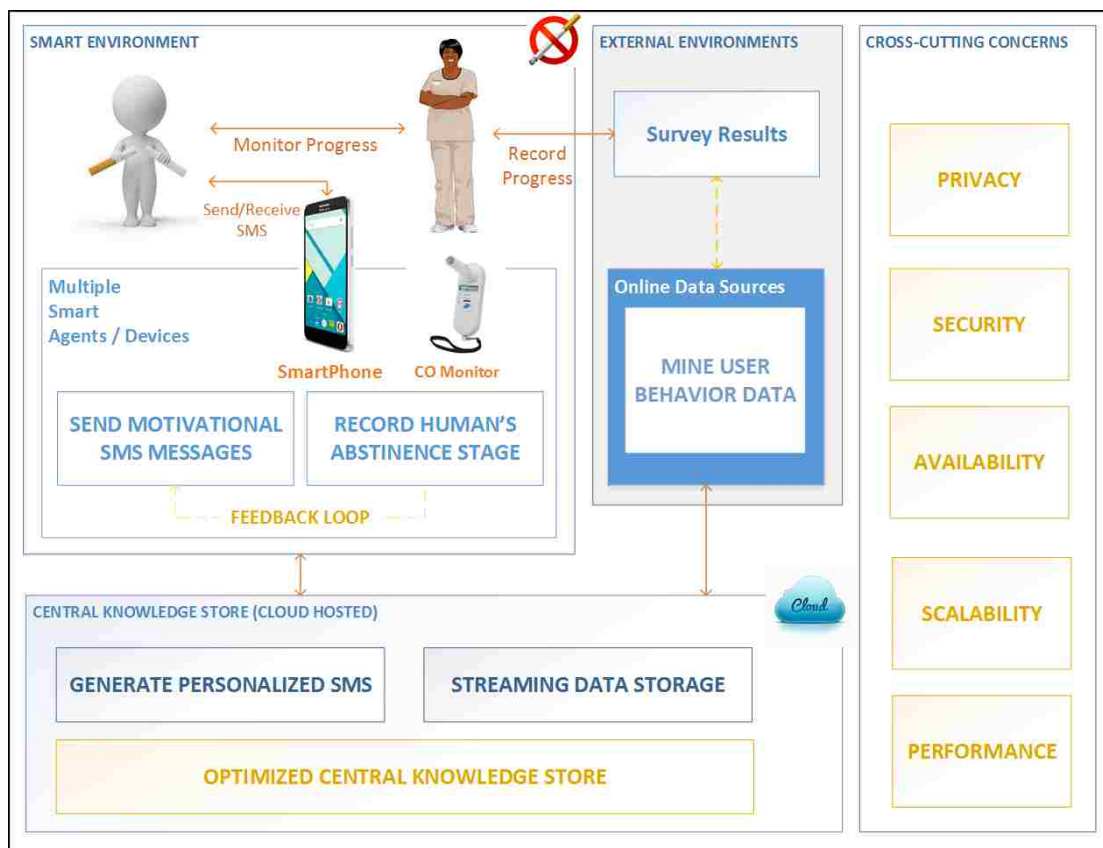 SMART ENVIRONMENT
Monitor Progress
Send/Receive
SMS
Record
Progress
Multiple
Smart
Agents / Devices
SmartPhone
CO Monitor
SEND MOTIVATIONAL
SMS MESSAGES
RECORD HUMAN'S
ABSTINENCE STAGE
FEEDBACK LOOP
EXTERNAL ENVIRONMENTS
Survey Results
Online Data Sources
MINE USER
BEHAVIOR DATA
CENTRAL KNOWLEDGE STORE (CLOUD HOSTED)
Cloud
GENERATE PERSONALIZED SMS
STREAMING DATA STORAGE
OPTIMIZED CENTRAL KNOWLEDGE STORE
CROSS-CUTTING CONCERNS
PRIVACY
SECURITY
AVAILABILITY
SCALABILITY
PERFORMANCE